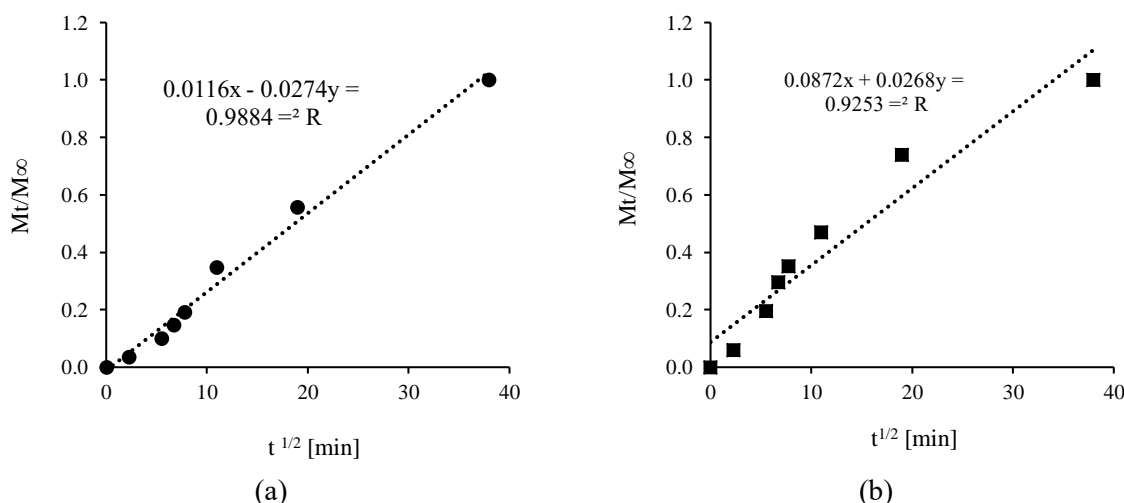 1.2
1.0
0.8
0.6
0.4
0.2
0.0
Mt/M∞
0.0116x - 0.0274y =
0.9884 =² R
0 10 20 30 40
t 1/2 [min]
(a)
1.2
1.0
0.8
0.6
0.4
0.2
0.0
Mt/M∞
0.0872x + 0.0268y =
0.9253 =² R
0 10 20 30 40
t1/2 [min]
(b)